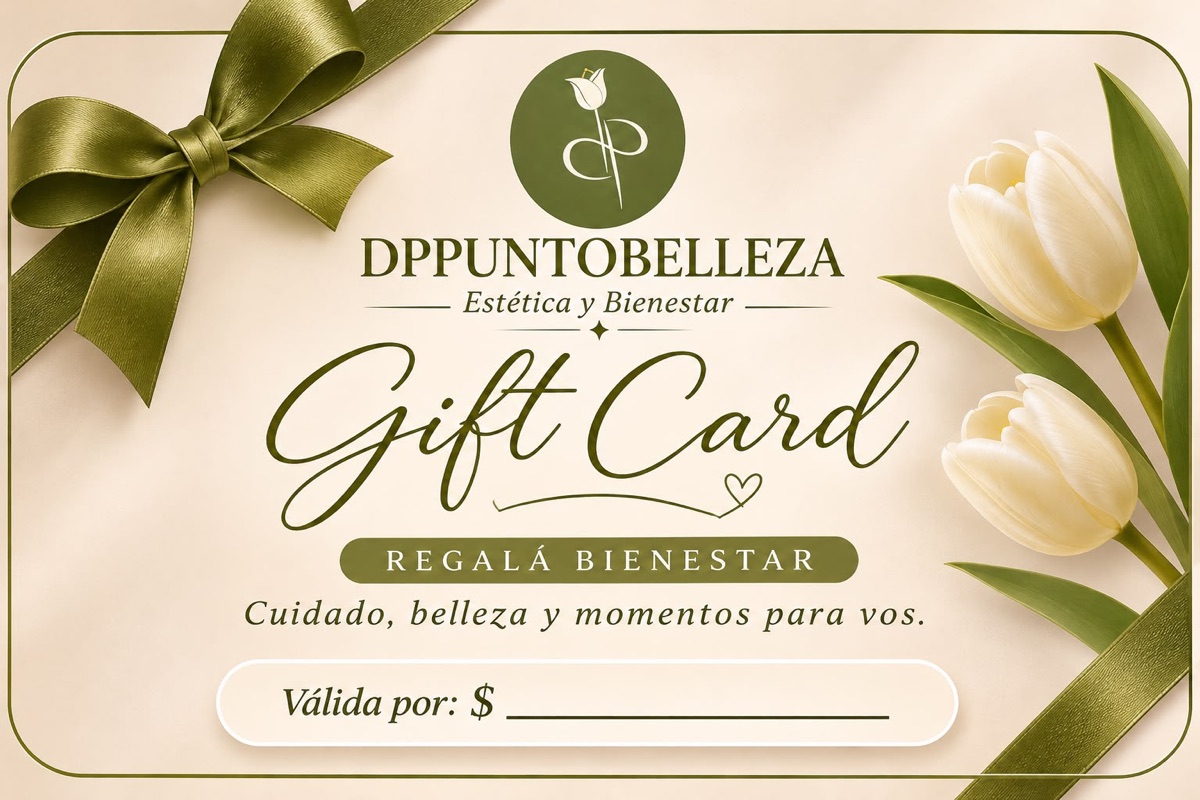 DPPUNTOBELLEZA
Estética y Bienestar
Gift Card
REGALÁ BIENESTAR
Cuidado, belleza y momentos para vos.
Válida por: $